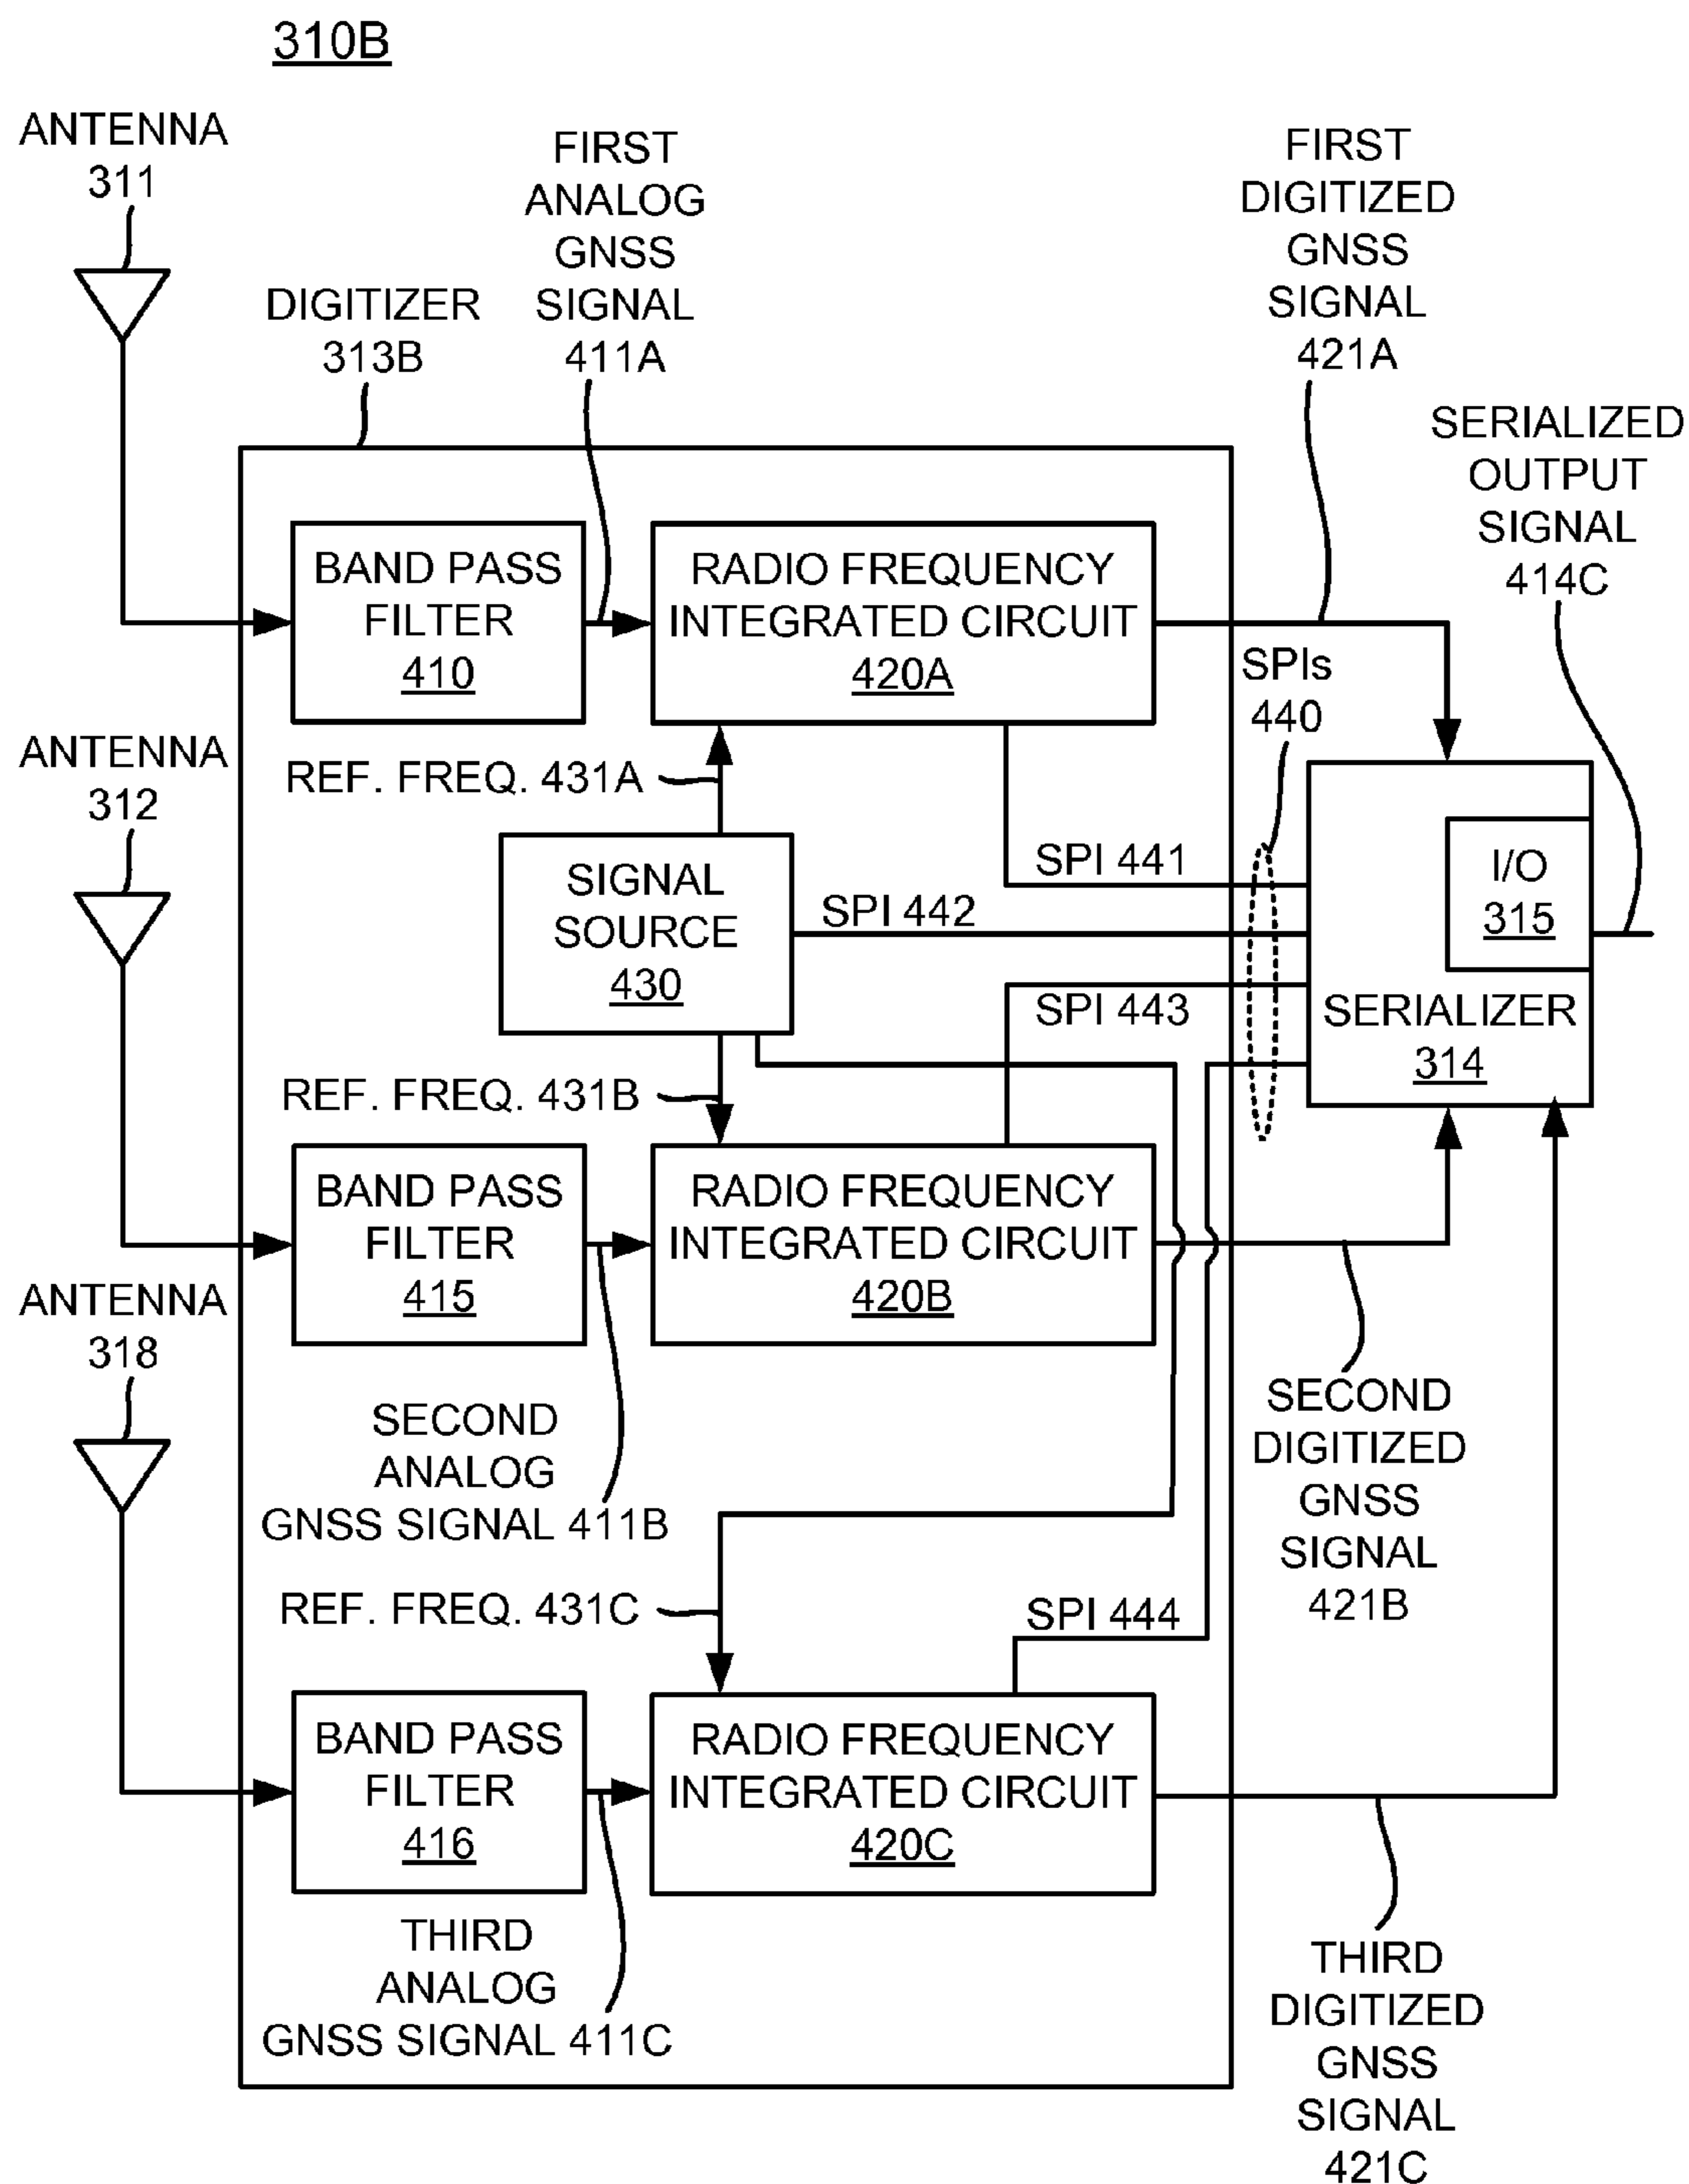 310B
ANTENNA
311
FIRST
ANALOG
GNSS
SIGNAL
411A
FIRST
DIGITIZED
GNSS
SIGNAL
421A
DIGITIZER
313B
SERIALIZED
OUTPUT
SIGNAL
414C
BAND PASS
FILTER
410
RADIO FREQUENCY
INTEGRATED CIRCUIT
420A
SPIs
440
ANTENNA
312
REF. FREQ. 431A
SIGNAL
SOURCE
430
SPI 441
SPI 442
SPI 443
I/O
315
SERIALIZER
314
REF. FREQ. 431B
BAND PASS
FILTER
415
RADIO FREQUENCY
INTEGRATED CIRCUIT
420B
ANTENNA
318
SECOND
ANALOG
GNSS SIGNAL 411B
SECOND
DIGITIZED
GNSS
SIGNAL
421B
REF. FREQ. 431C
SPI 444
BAND PASS
FILTER
416
RADIO FREQUENCY
INTEGRATED CIRCUIT
420C
THIRD
ANALOG
GNSS SIGNAL 411C
THIRD
DIGITIZED
GNSS
SIGNAL
421C